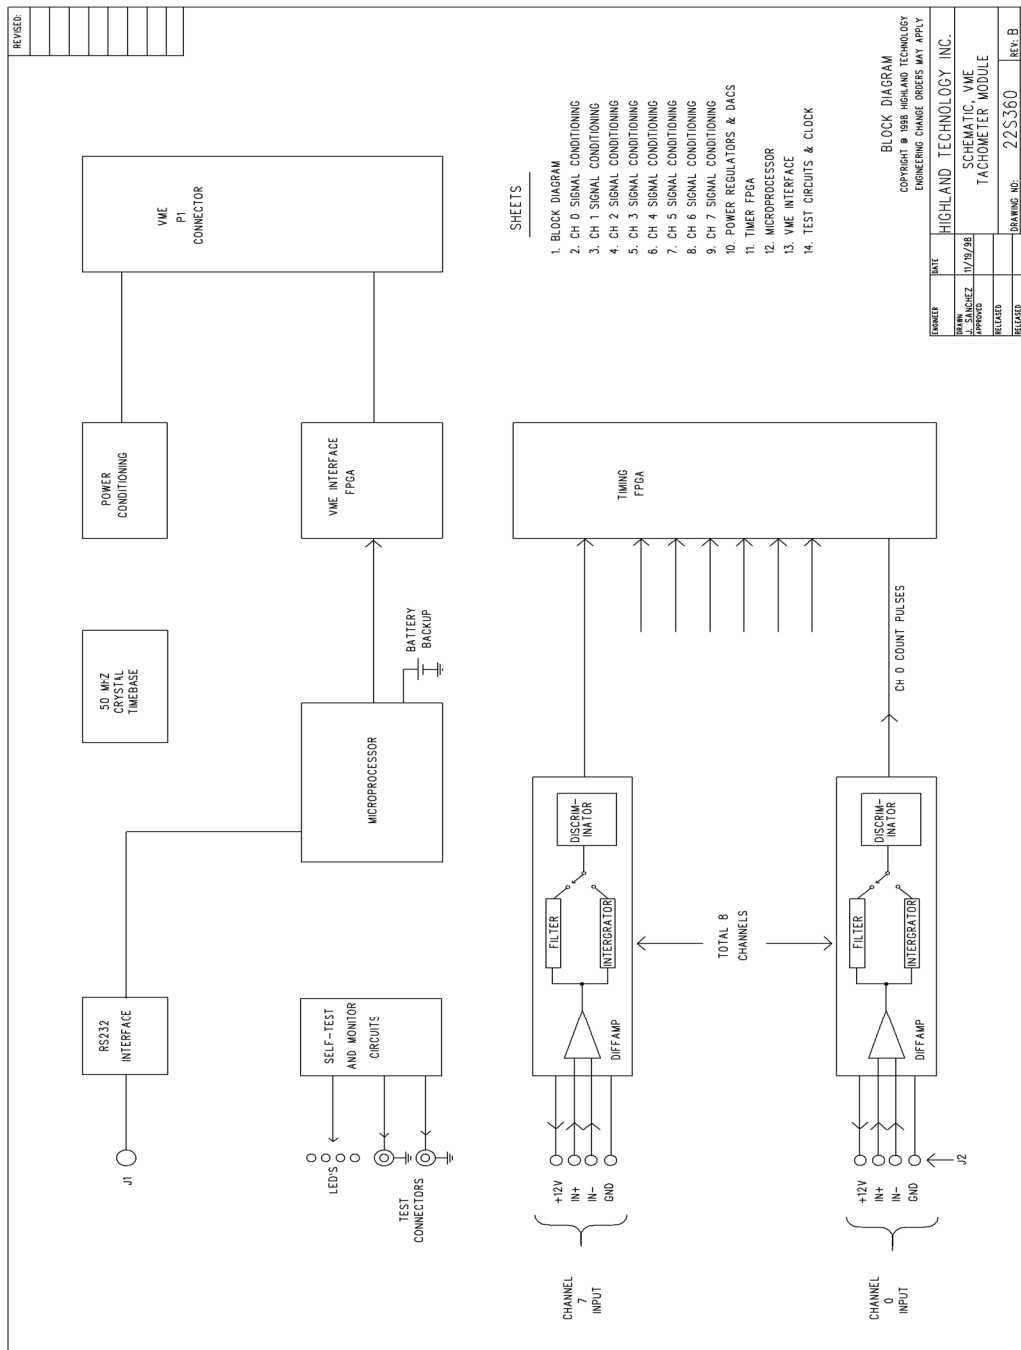 REVISED:
J1
RS232
INTERFACE
50 MHZ
CRYSTAL
TIMEBASE
POWER
CONDITIONING
VME
P1
CONNECTOR
LED'S
TEST
CONNECTORS
SELF-TEST
AND MONITOR
CIRCUITS
MICROPROCESSOR
BATTERY
BACKUP
VME INTERFACE
FPGA
CHANNEL
7
INPUT
+12V
IN+
IN-
GND
DIFFAMP
FILTER
INTERGRATOR
DISCRIM-
INATOR
TOTAL 8
CHANNELS
TIMING
FPGA
CHANNEL
0
INPUT
+12V
IN+
IN-
GND
J2
DIFFAMP
FILTER
INTERGRATOR
DISCRIM-
INATOR
CH 0 COUNT PULSES
SHEETS
1. BLOCK DIAGRAM
2. CH 0 SIGNAL CONDITIONING
3. CH 1 SIGNAL CONDITIONING
4. CH 2 SIGNAL CONDITIONING
5. CH 3 SIGNAL CONDITIONING
6. CH 4 SIGNAL CONDITIONING
7. CH 5 SIGNAL CONDITIONING
8. CH 6 SIGNAL CONDITIONING
9. CH 7 SIGNAL CONDITIONING
10. POWER REGULATORS & DACS
11. TIMER FPGA
12. MICROPROCESSOR
13. VME INTERFACE
14. TEST CIRCUITS & CLOCK
BLOCK DIAGRAM
COPYRIGHT @ 1998 HIGHLAND TECHNOLOGY
ENGINEERING CHANGE ORDERS MAY APPLY
ENGINEER
DATE
HIGHLAND TECHNOLOGY INC.
DRAWN
J. SANCHEZ 11/19/98
APPROVED
SCHEMATIC, VME
TACHOMETER MODULE
RELEASED
RELEASED
DRAWING NO: 22S360 REV: B